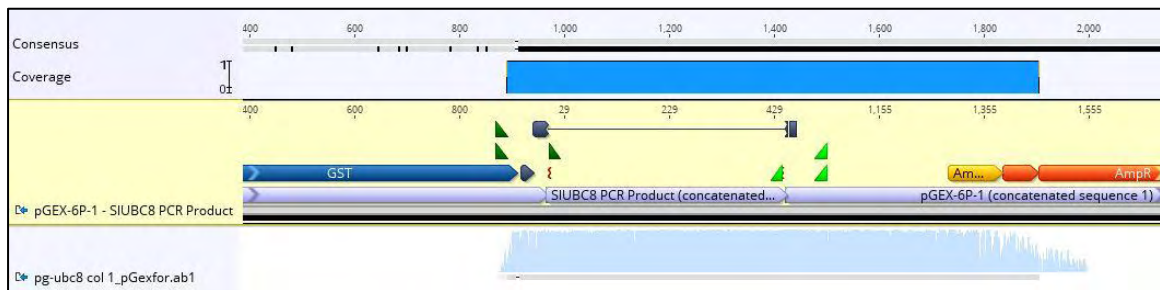 400 600 800 1,000 1,200 1,400 1,600 1,800 2,000
Consensus
Coverage
1
0
400 600 800 29 229 429 1,155 1,355 1,555
GST Am... AmpR
SIUBC8 PCR Product (concatenated... pGEX-6P-1 (concatenated sequence 1)
pGEX-6P-1 - SIUBC8 PCR Product
pg-ubc8 col 1_pGexfor.ab1